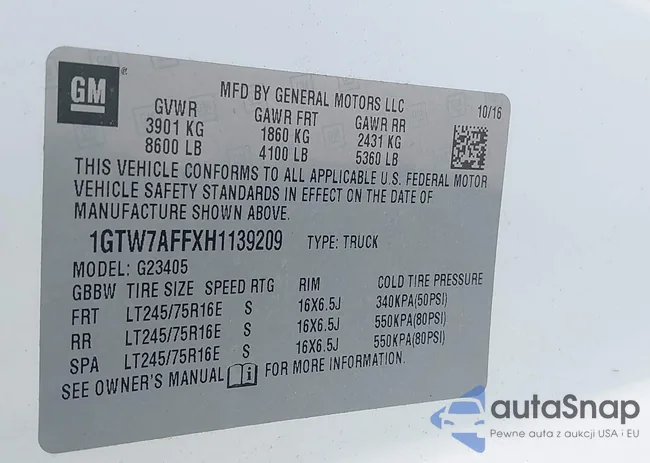 GM
MFD BY GENERAL MOTORS LLC
10/16
GVWR GAWR FRT GAWR RR
3901 KG 1860 KG 2431 KG
8600 LB 4100 LB 5360 LB
THIS VEHICLE CONFORMS TO ALL APPLICABLE U.S. FEDERAL MOTOR
VEHICLE SAFETY STANDARDS IN EFFECT ON THE DATE OF
MANUFACTURE SHOWN ABOVE.
1GTW7AFFXH1139209 TYPE: TRUCK
MODEL: G23405
GBBW TIRE SIZE SPEED RTG RIM COLD TIRE PRESSURE
FRT LT245/75R16E S 16X6.5J 340KPA(50PSI)
RR LT245/75R16E S 16X6.5J 550KPA(80PSI)
SPA LT245/75R16E S 16X6.5J 550KPA(80PSI)
SEE OWNER'S MANUAL FOR MORE INFORMATION.
autaSnap
Pewne auta z aukcji USA i EU